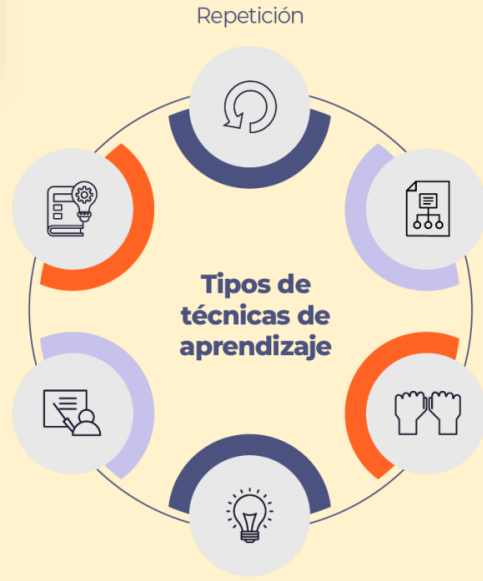 Repetición
Tipos de
técnicas de
aprendizaje